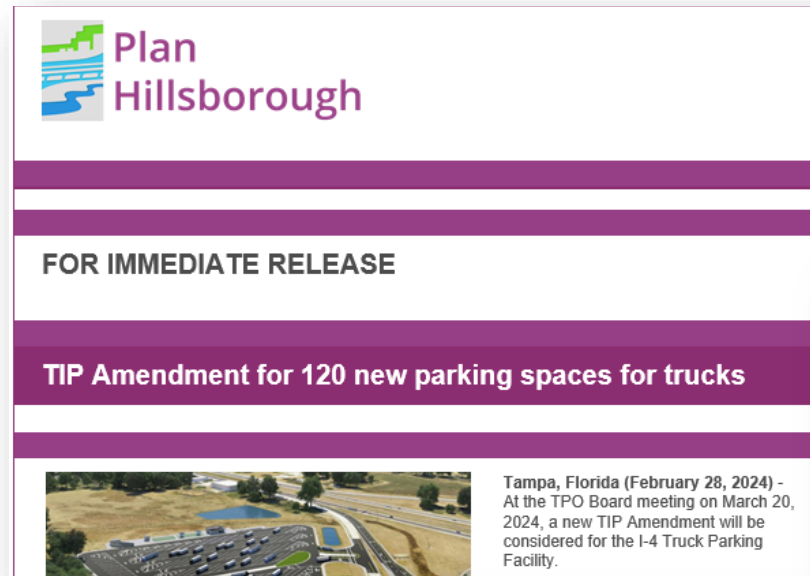 Plan
Hillsborough
FOR IMMEDIATE RELEASE
TIP Amendment for 120 new parking spaces for trucks
Tampa, Florida (February 28, 2024) -
At the TPO Board meeting on March 20,
2024, a new TIP Amendment will be
considered for the I-4 Truck Parking
Facility.